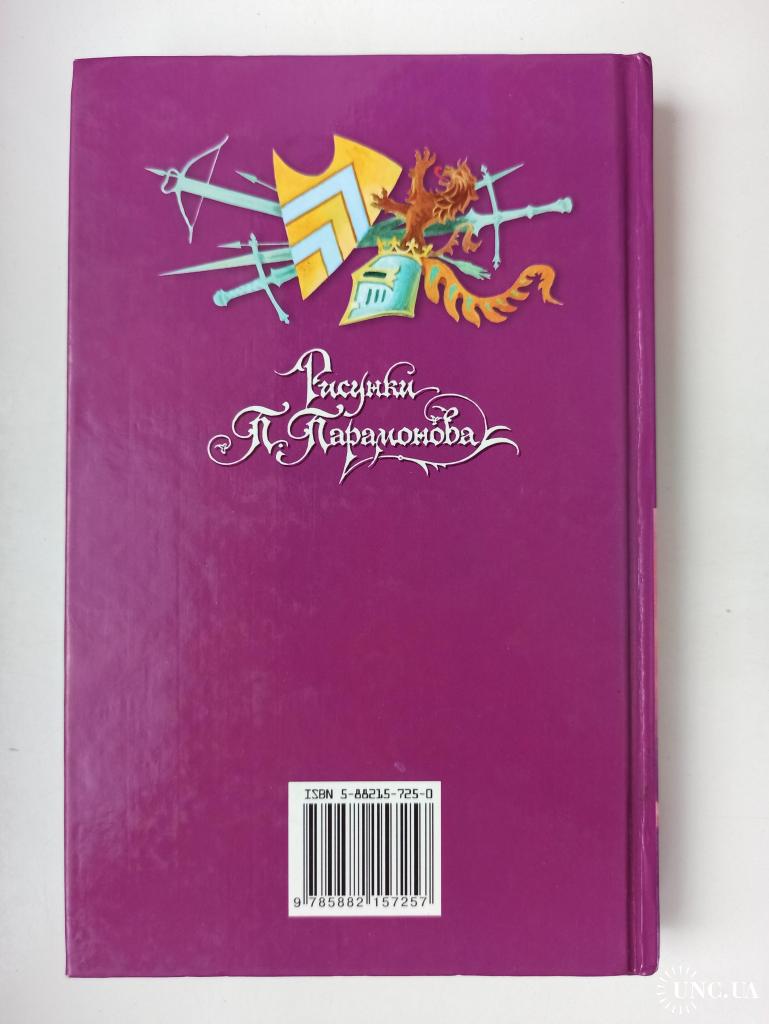 Рисунки
П. Парамонова
ISBN 5-88215-725-0
9 785882 157257
UNC.UA